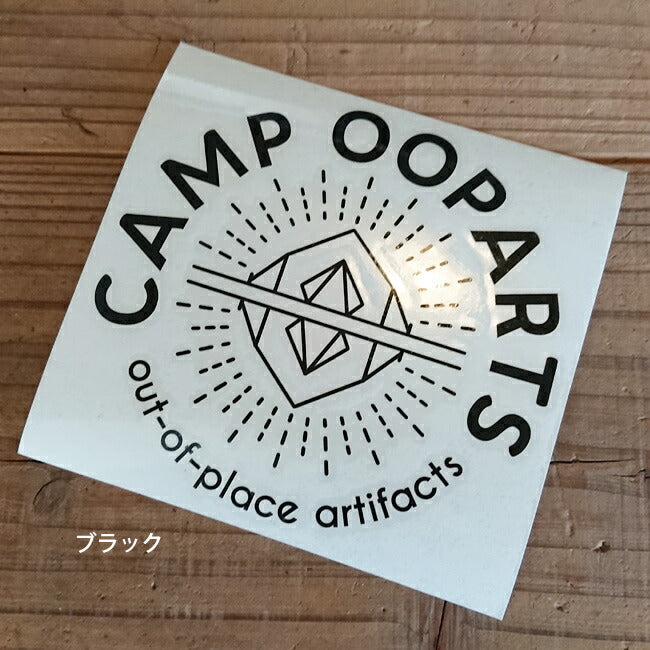 CAMP OOPARTS
out-of-place artifacts
ブラック